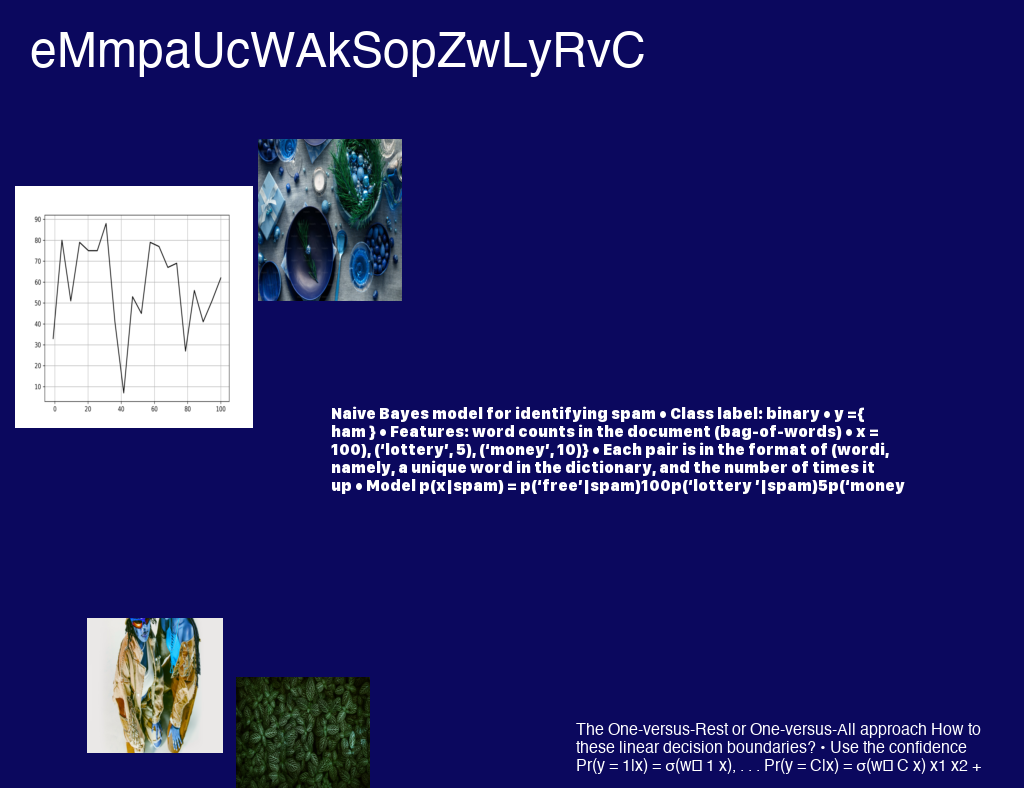 eMmpaUcWAkSopZwLyRvC
90
80
70
60
50
40
30
20
10
0 20 40 60 80 100
Naive Bayes model for identifying spam • Class label: binary • y ={
ham } • Features: word counts in the document (bag-of-words) • x =
100), (‘lottery’, 5), (‘money’, 10)} • Each pair is in the format of (wordi,
namely, a unique word in the dictionary, and the number of times it
up • Model p(x|spam) = p(‘free’|spam)100p(‘lottery ’|spam)5p(‘money
The One-versus-Rest or One-versus-All approach How to
these linear decision boundaries? • Use the confidence
Pr(y = 1|x) = σ(w□ 1 x), . . . Pr(y = C|x) = σ(w□ C x) x1 x2 +